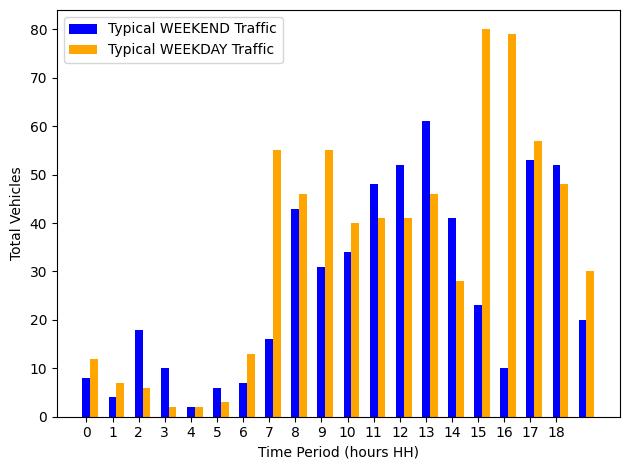 Typical WEEKEND Traffic
Typical WEEKDAY Traffic
80
70
60
50
40
30
20
10
0
Total Vehicles
0 1 2 3 4 5 6 7 8 9 10 11 12 13 14 15 16 17 18
Time Period (hours HH)